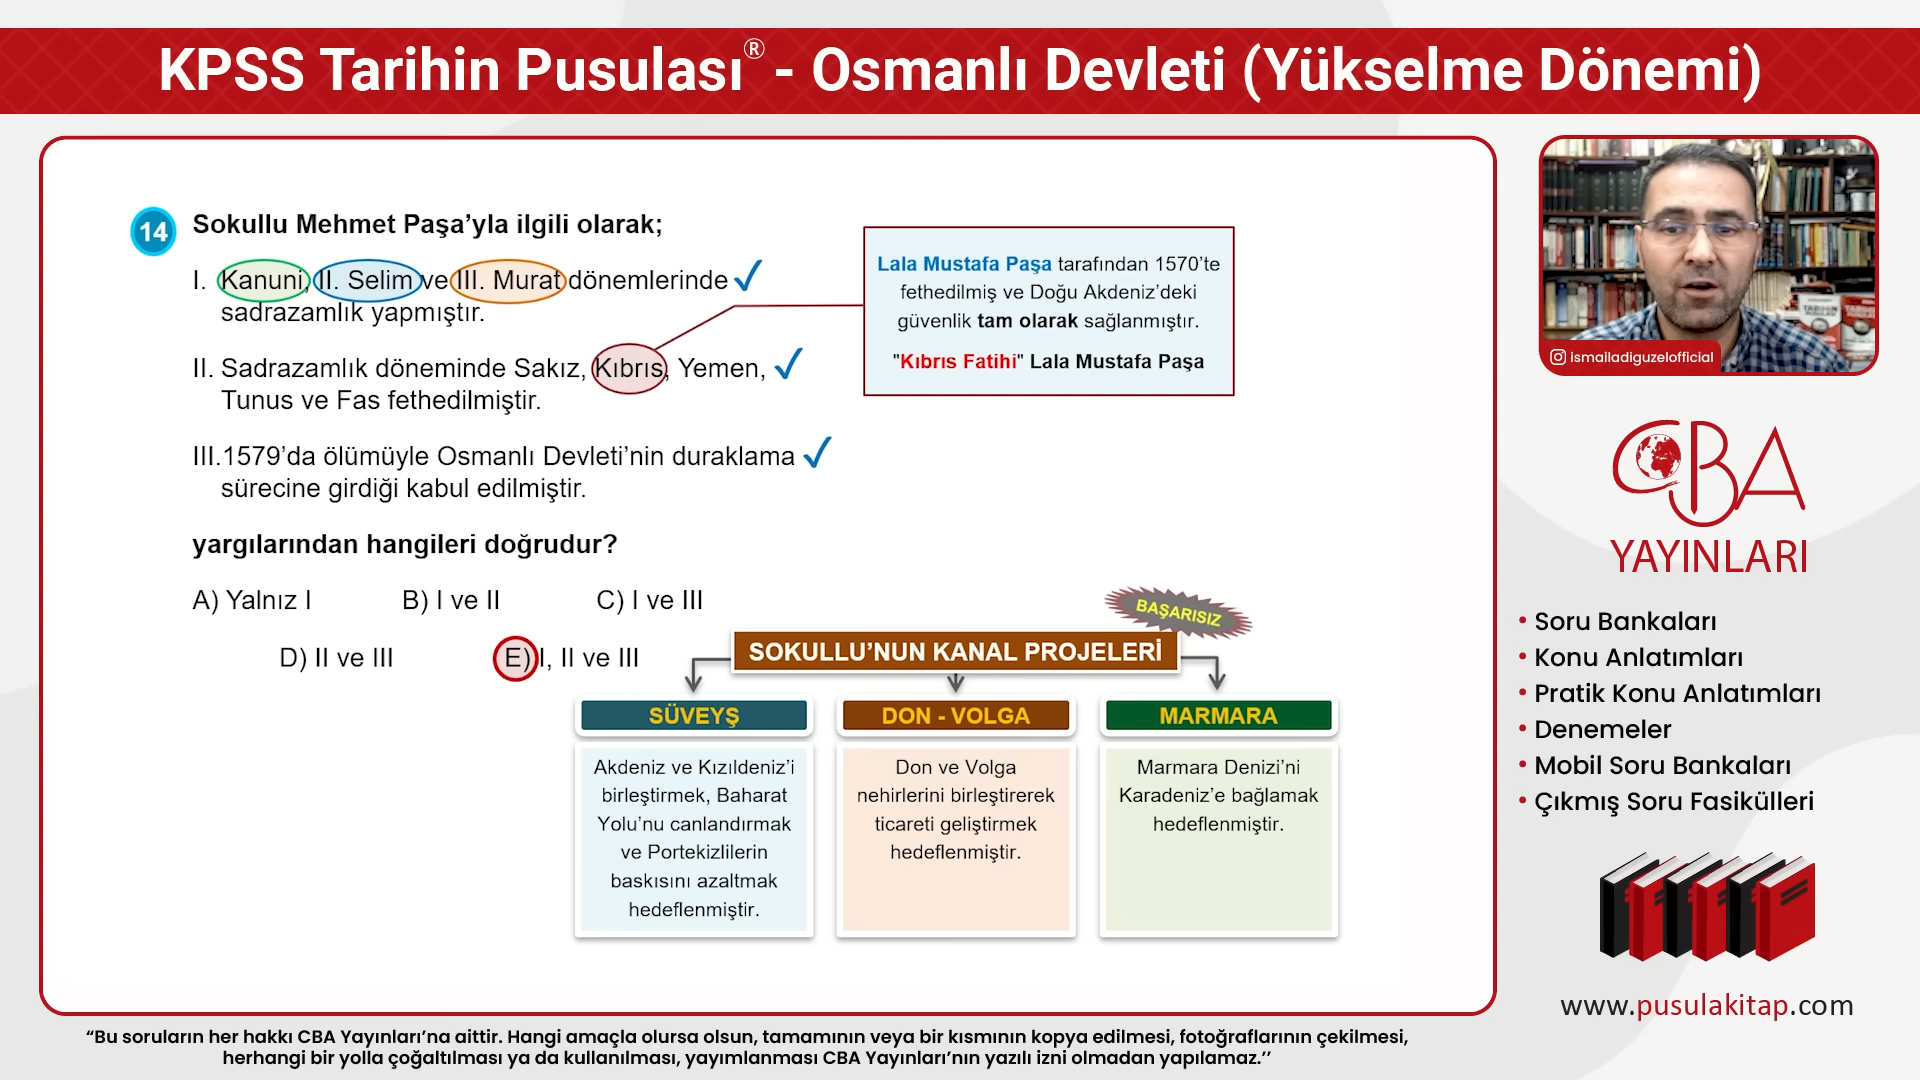 KPSS Tarihin Pusulası® - Osmanlı Devleti (Yükselme Dönemi)
14
Sokullu Mehmet Paşa’yla ilgili olarak;
I. Kanuni, II. Selim ve III. Murat dönemlerinde
sadrazamlık yapmıştır.
II. Sadrazamlık döneminde Sakız, Kıbrıs, Yemen,
Tunus ve Fas fethedilmiştir.
III.1579’da ölümüyle Osmanlı Devleti’nin duraklama
sürecine girdiği kabul edilmiştir.
yargılarından hangileri doğrudur?
A) Yalnız I
B) I ve II
C) I ve III
D) II ve III
E) I, II ve III
Lala Mustafa Paşa tarafından 1570’te
fethedilmiş ve Doğu Akdeniz’deki
güvenlik tam olarak sağlanmıştır.
"Kıbrıs Fatihi" Lala Mustafa Paşa
BAŞARISIZ
SOKULLU’NUN KANAL PROJELERİ
SÜVEYŞ
Akdeniz ve Kızıldeniz’i
birleştirmek, Baharat
Yolu’nu canlandırmak
ve Portekizlilerin
baskısını azaltmak
hedeflenmiştir.
DON - VOLGA
Don ve Volga
nehirlerini birleştirerek
ticareti geliştirmek
hedeflenmiştir.
MARMARA
Marmara Denizi’ni
Karadeniz’e bağlamak
hedeflenmiştir.
ismailadiguzelofficial
CBA
YAYINLARI
• Soru Bankaları
• Konu Anlatımları
• Pratik Konu Anlatımları
• Denemeler
• Mobil Soru Bankaları
• Çıkmış Soru Fasikülleri
www.pusulakitap.com
“Bu soruların her hakkı CBA Yayınları’na aittir. Hangi amaçla olursa olsun, tamamının veya bir kısmının kopya edilmesi, fotoğraflarının çekilmesi,
herhangi bir yolla çoğaltılması ya da kullanılması, yayımlanması CBA Yayınları’nın yazılı izni olmadan yapılamaz.’’